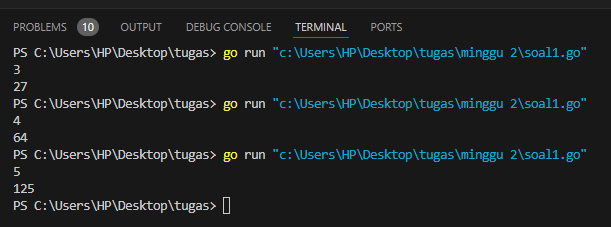 PROBLEMS 10 OUTPUT DEBUG CONSOLE TERMINAL PORTS
PS C:\Users\HP\Desktop\tugas> go run "c:\Users\HP\Desktop\tugas\minggu 2\soal1.go"
3
27
PS C:\Users\HP\Desktop\tugas> go run "c:\Users\HP\Desktop\tugas\minggu 2\soal1.go"
4
64
PS C:\Users\HP\Desktop\tugas> go run "c:\Users\HP\Desktop\tugas\minggu 2\soal1.go"
5
125
PS C:\Users\HP\Desktop\tugas>